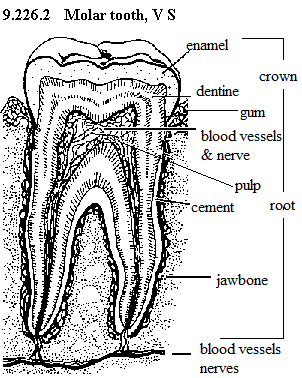 9.226.2 Molar tooth, V S
enamel
crown
dentine
gum
blood vessels
& nerve
pulp
cement
root
jawbone
blood vessels
nerves